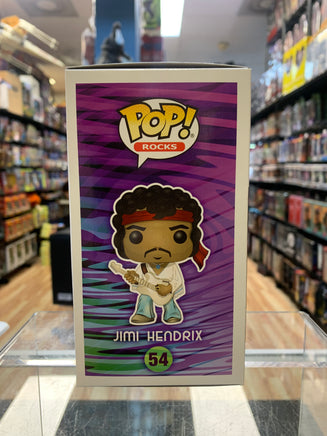 POP!
ROCKS
JIMI HENDRIX
54